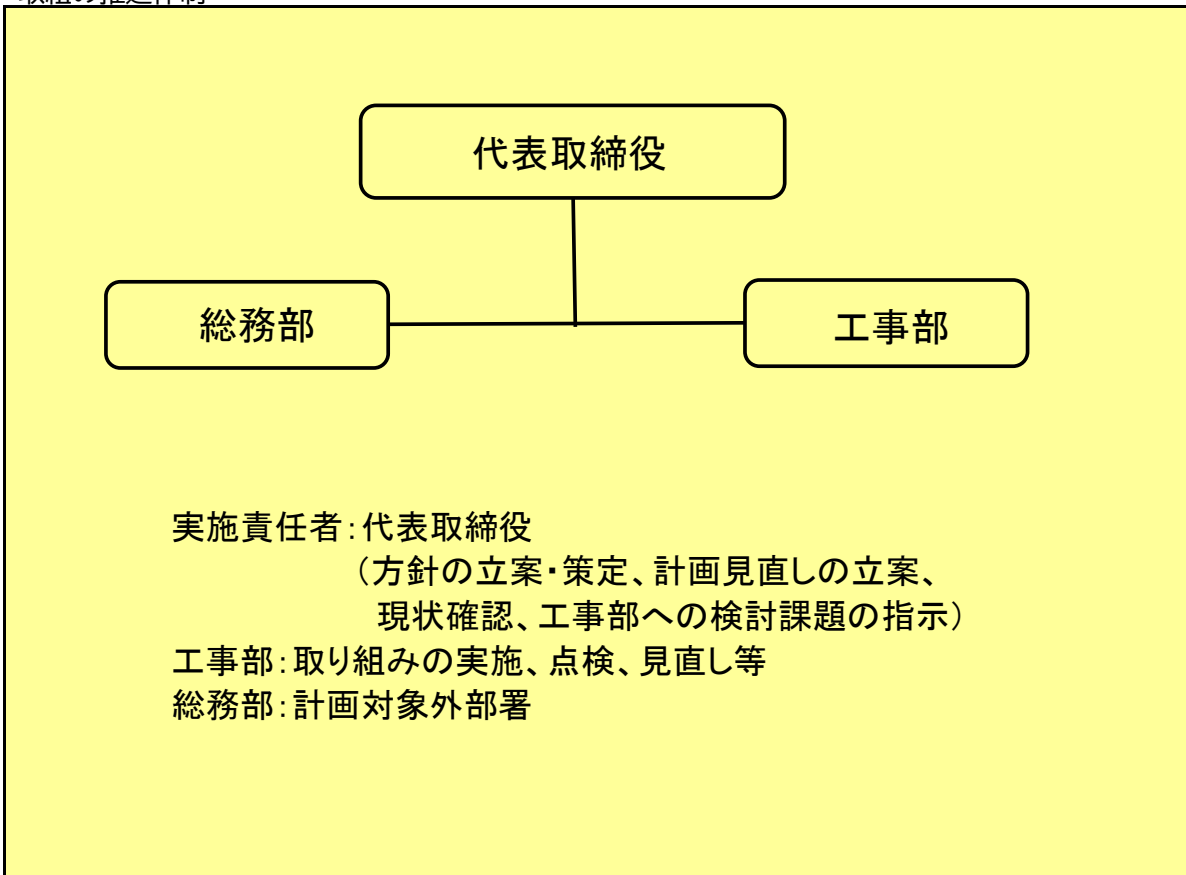 代表取締役
総務部
工事部
実施責任者：代表取締役
（方針の立案・策定、計画見直しの立案、
現状確認、工事部への検討課題の指示）
工事部：取り組みの実施、点検、見直し等
総務部：計画対象外部署